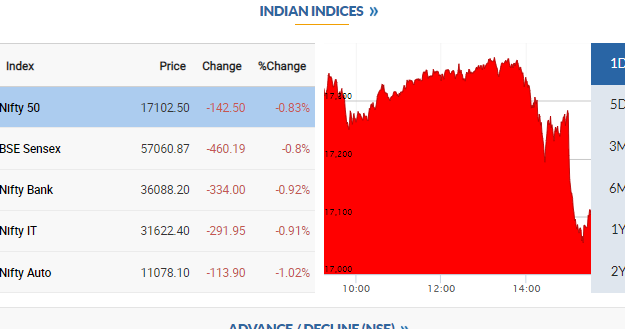 INDIAN INDICES »
Index Price Change %Change
Nifty 50 17102.50 -142.50 -0.83%
BSE Sensex 57060.87 -460.19 -0.8%
Nifty Bank 36088.20 -334.00 -0.92%
Nifty IT 31622.40 -291.95 -0.91%
Nifty Auto 11078.10 -113.90 -1.02%
17,300
17,200
17,100
17,000
10:00 12:00 14:00
1D
5D
3M
6M
1Y
2Y
ADVANCE / DECLINE (NSE) »